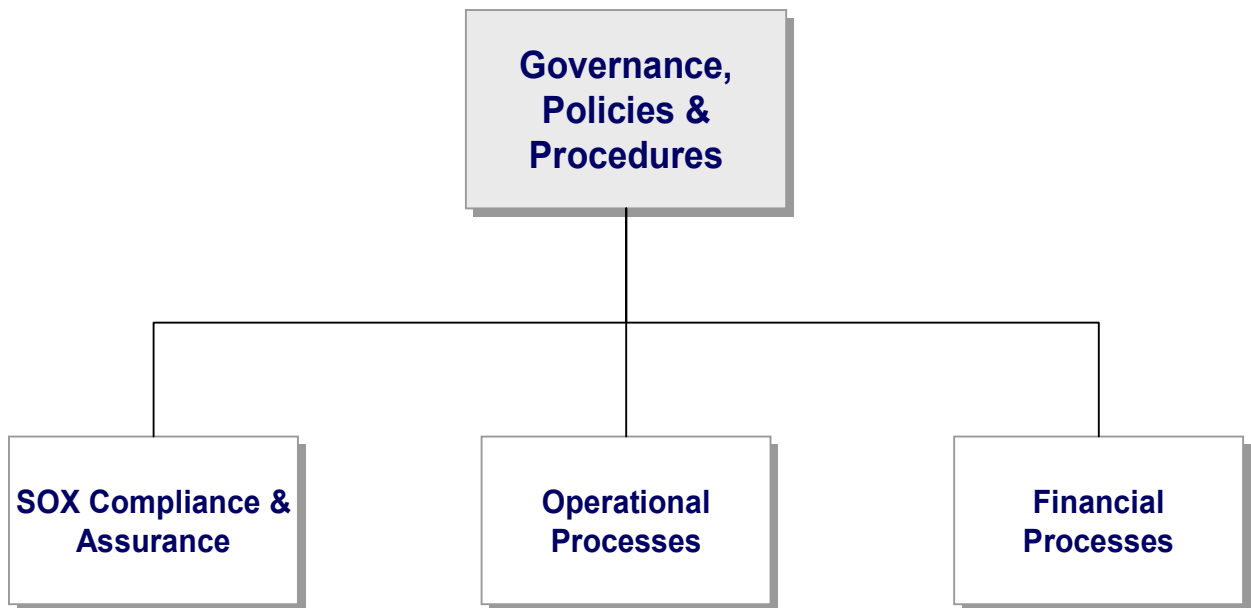 Governance,
Policies &
Procedures
SOX Compliance &
Assurance
Operational
Processes
Financial
Processes